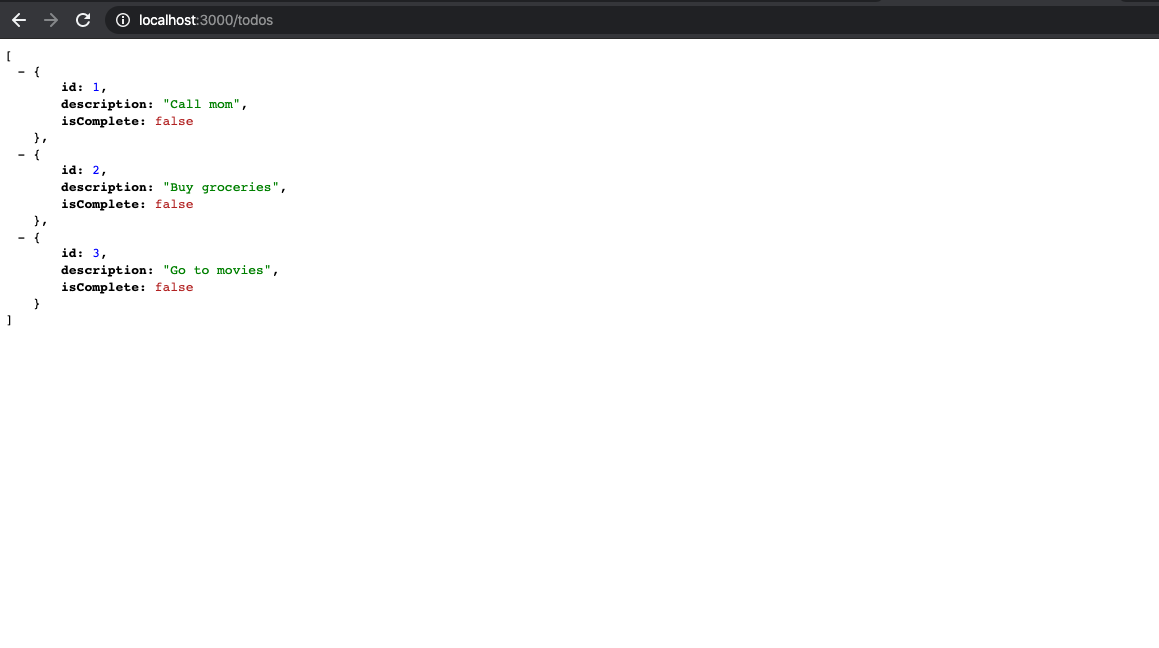 localhost:3000/todos
[
- {
id: 1,
description: "Call mom",
isComplete: false
},
- {
id: 2,
description: "Buy groceries",
isComplete: false
},
- {
id: 3,
description: "Go to movies",
isComplete: false
}
]